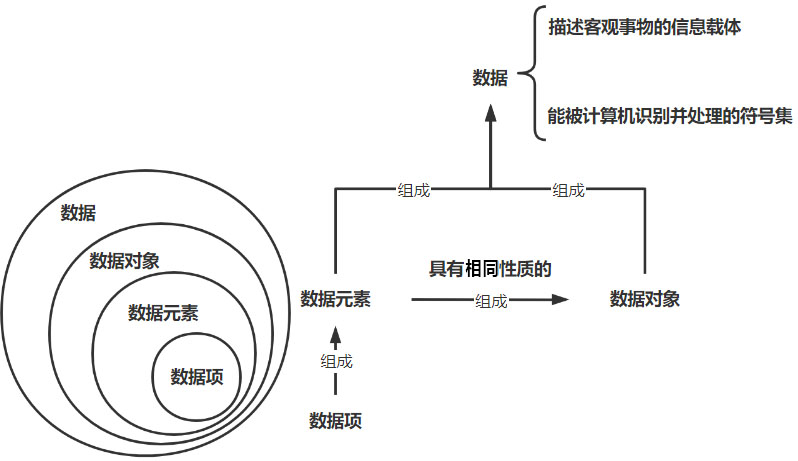 描述客观事物的信息载体
数据
能被计算机识别并处理的符号集
组成
组成
数据
数据对象
数据元素
数据项
具有相同性质的
数据元素
组成
数据对象
组成
数据项